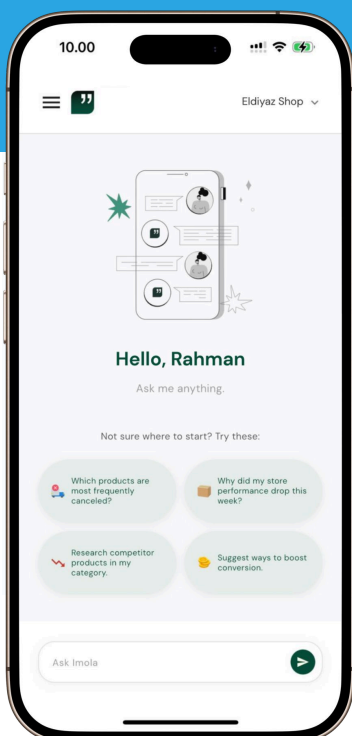 10.00
Eldiyaz Shop
Hello, Rahman
Ask me anything.
Not sure where to start? Try these:
Which products are
most frequently
canceled?
Why did my store
performance drop this
week?
Research competitor
products in my
category.
Suggest ways to boost
conversion.
Ask Imola